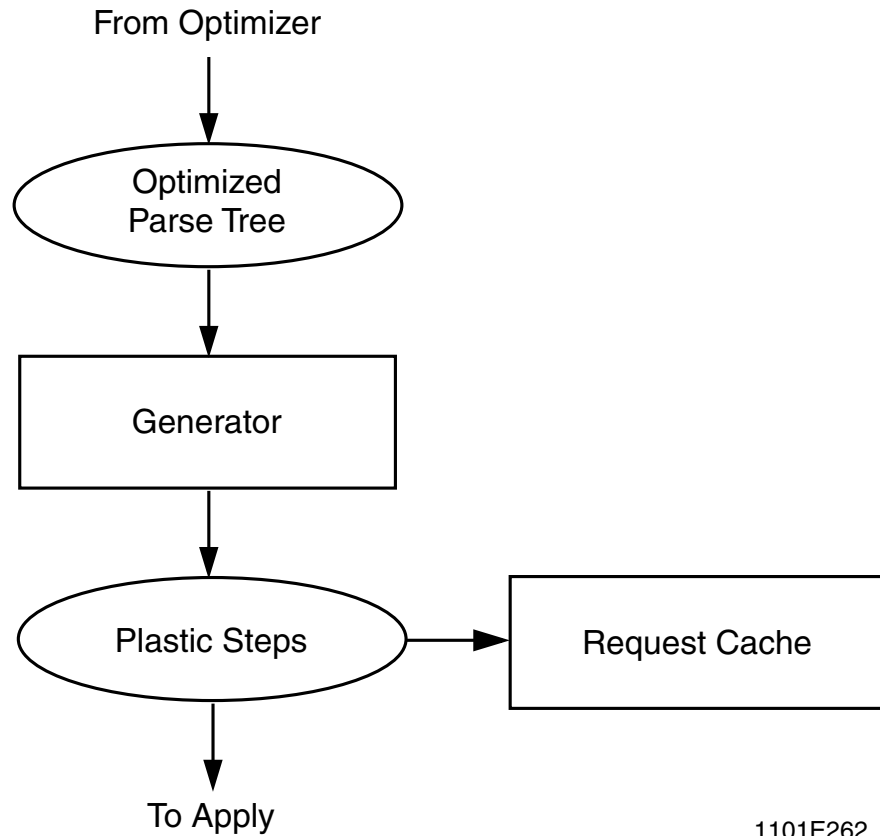 From Optimizer
Optimized
Parse Tree
Generator
Plastic Steps
Request Cache
To Apply
1101E262